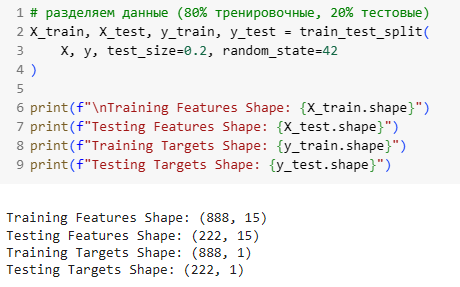 1 # разделяем данные (80% тренировочные, 20% тестовые)
2 X_train, X_test, y_train, y_test = train_test_split(
3     X, y, test_size=0.2, random_state=42
4 )
5
6 print(f"\nTraining Features Shape: {X_train.shape}")
7 print(f"Testing Features Shape: {X_test.shape}")
8 print(f"Training Targets Shape: {y_train.shape}")
9 print(f"Testing Targets Shape: {y_test.shape}")
Training Features Shape: (888, 15)
Testing Features Shape: (222, 15)
Training Targets Shape: (888, 1)
Testing Targets Shape: (222, 1)